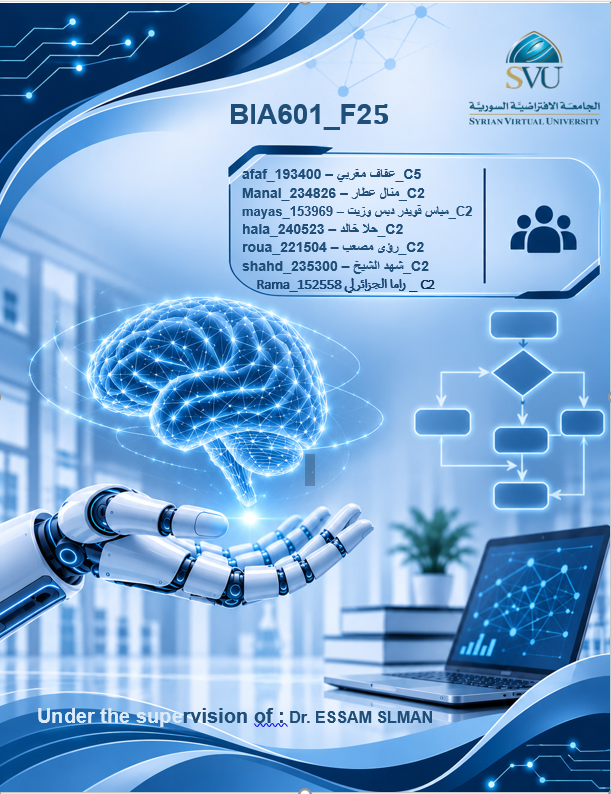 SVU
الجامعة الافتراضية السورية
SYRIAN VIRTUAL UNIVERSITY
BIA601_F25
afaf_193400 – عفاف مغربي_C5
Manal_234826 – منال عطار_C2
mayas_153969 – مياس قويدر دبس وزيت_C2
hala_240523 – حلا خالد_C2
roua_221504 – رؤى مصعب_C2
shahd_235300 – شهد الشيخ_C2
Rama_152558 راما الجزائرلي _ C2
Under the supervision of : Dr. ESSAM SLMAN